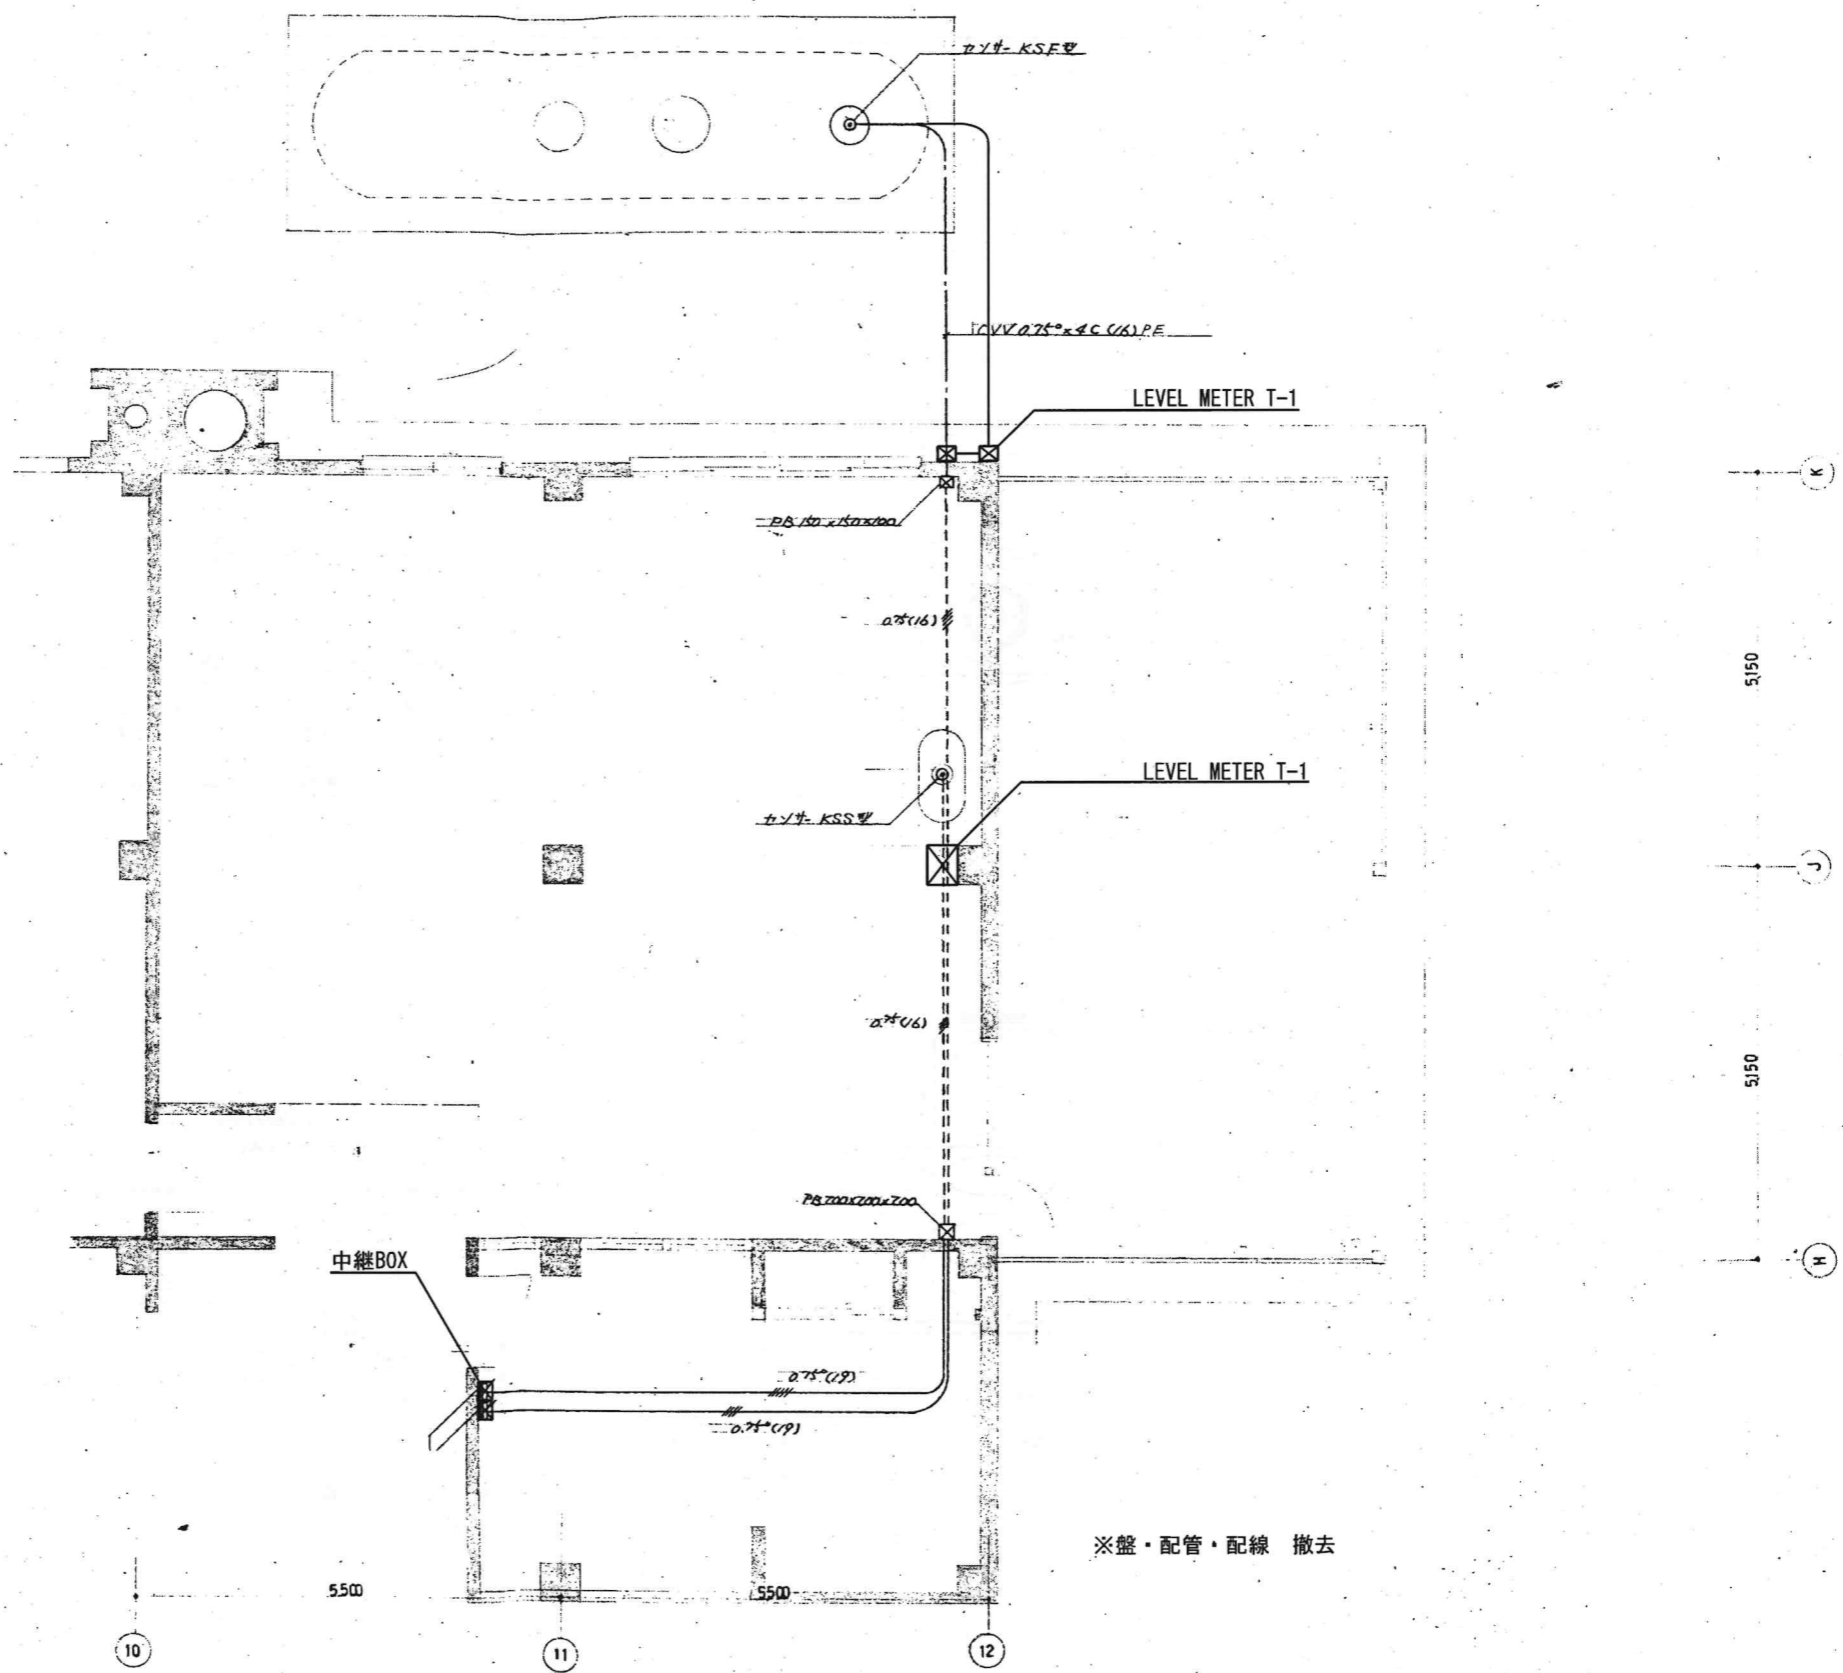 センサー KSF型
CVV 0.75°×4C (16) PE
LEVEL METER T-1
K
PB 150×150×100
0.75(16)
5,150
LEVEL METER T-1
センサー KSS型
J
0.75(16)
5,150
PB 200×200×200
中継BOX
H
0.75°(19)
0.75°(19)
※盤・配管・配線 撤去
5,500
5,500
10
11
12